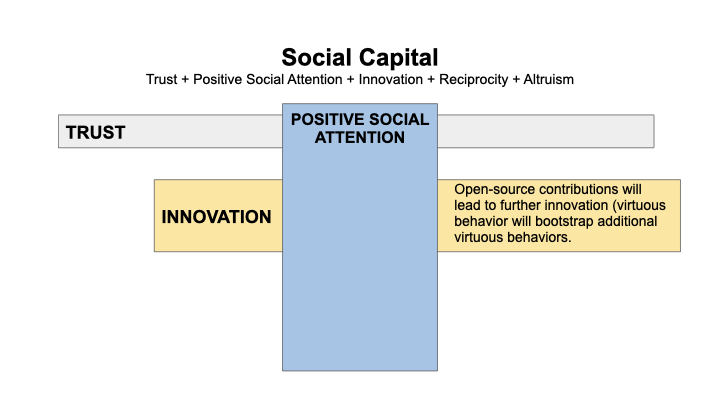 Social Capital
Trust + Positive Social Attention + Innovation + Reciprocity + Altruism
POSITIVE SOCIAL
ATTENTION
TRUST
INNOVATION
Open-source contributions will
lead to further innovation (virtuous
behavior will bootstrap additional
virtuous behaviors.